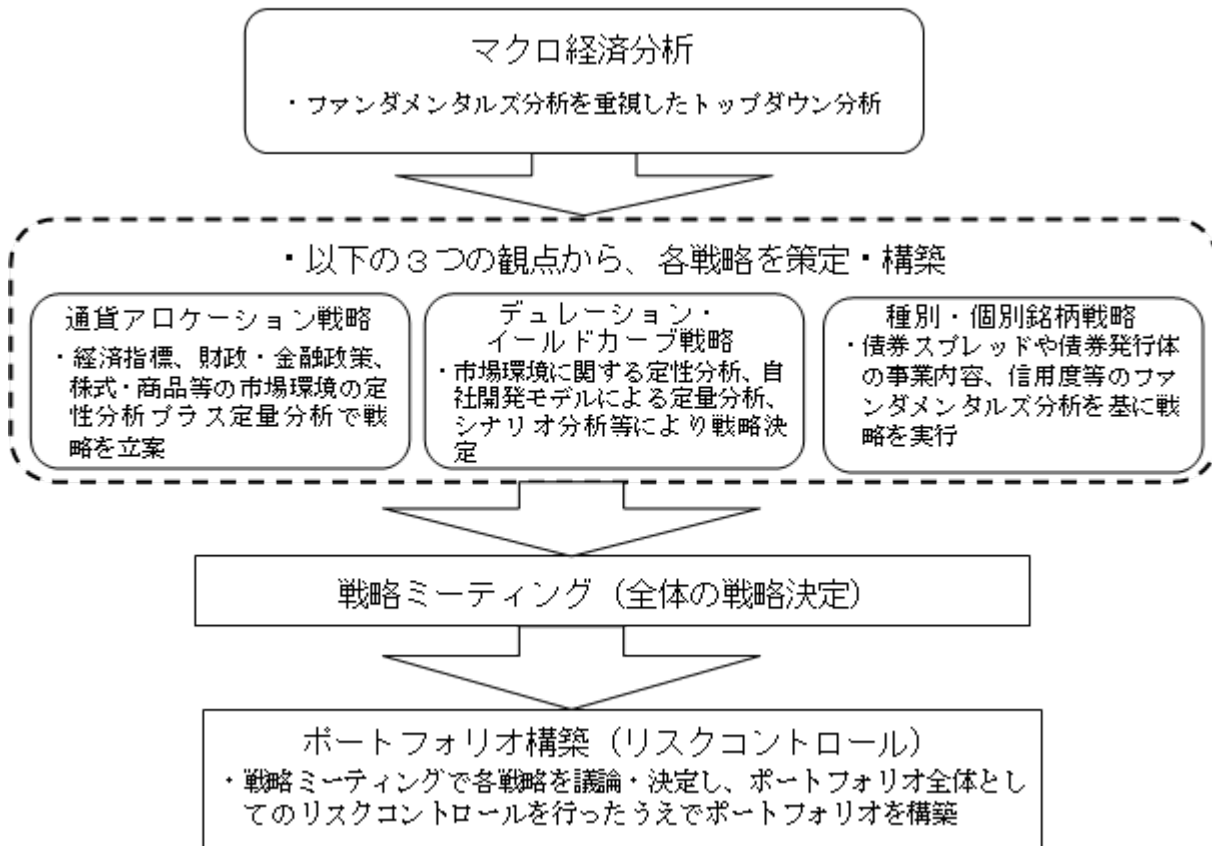 マクロ経済分析
・ファンダメンタルズ分析を重視したトップダウン分析
・以下の３つの観点から、各戦略を策定・構築
通貨アロケーション戦略
・経済指標、財政・金融政策、
株式・商品等の市場環境の定
性分析プラス定量分析で戦
略を立案
デュレーション・
イールドカーブ戦略
・市場環境に関する定性分析、自
社開発モデルによる定量分析、
シナリオ分析等により戦略決
定
種別・個別銘柄戦略
・債券スプレッドや債券発行体
の事業内容、信用度等のファ
ンダメンタルズ分析を基に戦
略を実行
戦略ミーティング（全体の戦略決定）
ポートフォリオ構築（リスクコントロール）
・戦略ミーティングで各戦略を議論・決定し、ポートフォリオ全体とし
てのリスクコントロールを行ったうえでポートフォリオを構築